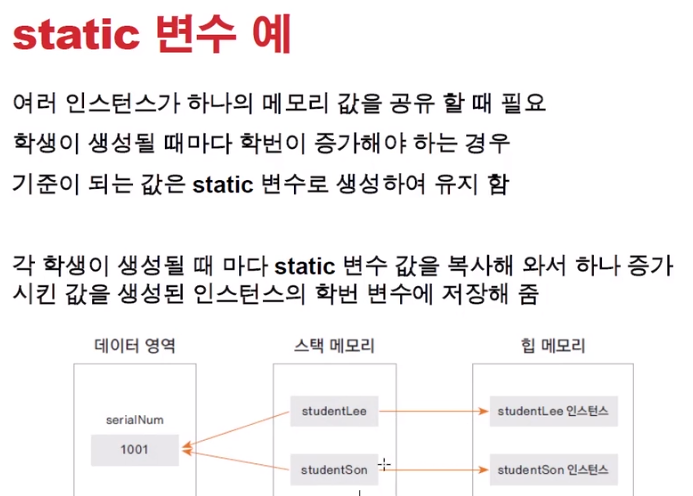 static 변수 예
여러 인스턴스가 하나의 메모리 값을 공유 할 때 필요
학생이 생성될 때마다 학번이 증가해야 하는 경우
기준이 되는 값은 static 변수로 생성하여 유지 함
각 학생이 생성될 때 마다 static 변수 값을 복사해 와서 하나 증가
시킨 값을 생성된 인스턴스의 학번 변수에 저장해 줌
데이터 영역 스택 메모리 힙 메모리
studentLee studentLee 인스턴스
serialNum
1001
studentSon studentSon 인스턴스